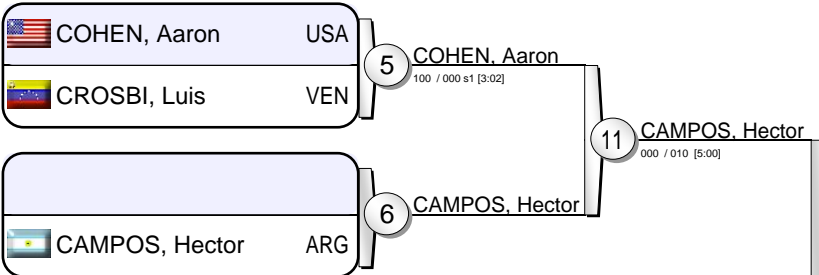 COHEN, Aaron USA
CROSBI, Luis VEN
5
COHEN, Aaron
100 / 000 s1 [3:02]
11
CAMPOS, Hector
000 / 010 [5:00]
6
CAMPOS, Hector
CAMPOS, Hector ARG